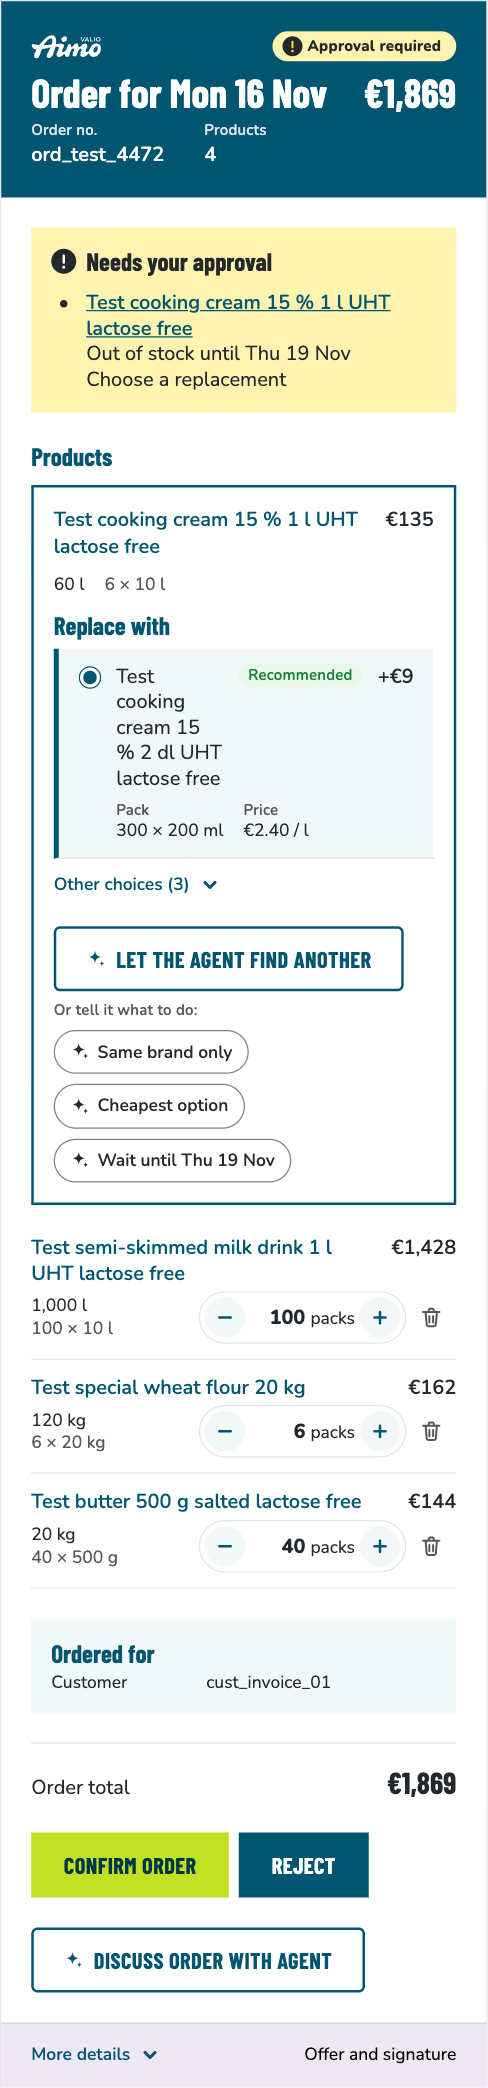 VALIO
Aimo
Approval required
Order for Mon 16 Nov €1,869
Order no. Products
ord_test_4472 4
Needs your approval
• Test cooking cream 15 % 1 l UHT
lactose free
Out of stock until Thu 19 Nov
Choose a replacement
Products
Test cooking cream 15 % 1 l UHT €135
lactose free
60 l 6 × 10 l
Replace with
Test Recommended +€9
cooking
cream 15
% 2 dl UHT
lactose free
Pack Price
300 × 200 ml €2.40 / l
Other choices (3)
LET THE AGENT FIND ANOTHER
Or tell it what to do:
Same brand only
Cheapest option
Wait until Thu 19 Nov
Test semi-skimmed milk drink 1 l €1,428
UHT lactose free
1,000 l
100 × 10 l
− 100 packs +
Test special wheat flour 20 kg €162
120 kg
6 × 20 kg
− 6 packs +
Test butter 500 g salted lactose free €144
20 kg
40 × 500 g
− 40 packs +
Ordered for
Customer cust_invoice_01
Order total €1,869
CONFIRM ORDER REJECT
DISCUSS ORDER WITH AGENT
More details Offer and signature